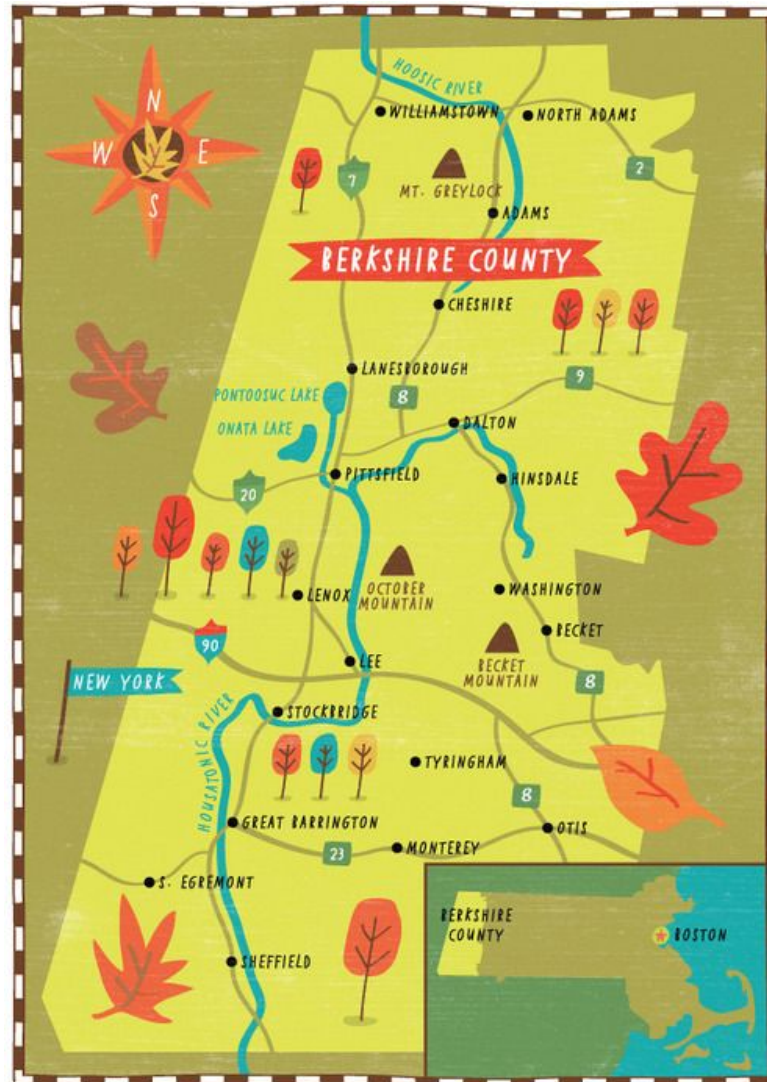 N
W E
S
HOOSIC RIVER
WILLIAMSTOWN
NORTH ADAMS
2
7
MT. GREYLOCK
ADAMS
BERKSHIRE COUNTY
CHESHIRE
LANESBOROUGH
9
PONTOOSUC LAKE
8
ONATA LAKE
DALTON
PITTSFIELD
HINSDALE
20
OCTOBER
MOUNTAIN
LENOX
WASHINGTON
90
BECKET
LEE
BECKET
MOUNTAIN
NEW YORK
8
HOUSATONIC RIVER
STOCKBRIDGE
TYRINGHAM
8
GREAT BARRINGTON
OTIS
23
MONTEREY
S. EGREMONT
SHEFFIELD
BERKSHIRE
COUNTY
BOSTON